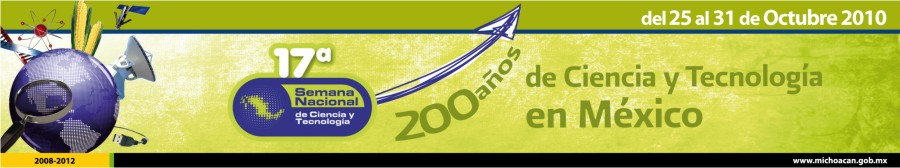 del 25 al 31 de Octubre 2010
17a
Semana
Nacional
de Ciencia y
Tecnología
200 años
de Ciencia y Tecnología
en México
2008-2012
www.michoacan.gob.mx